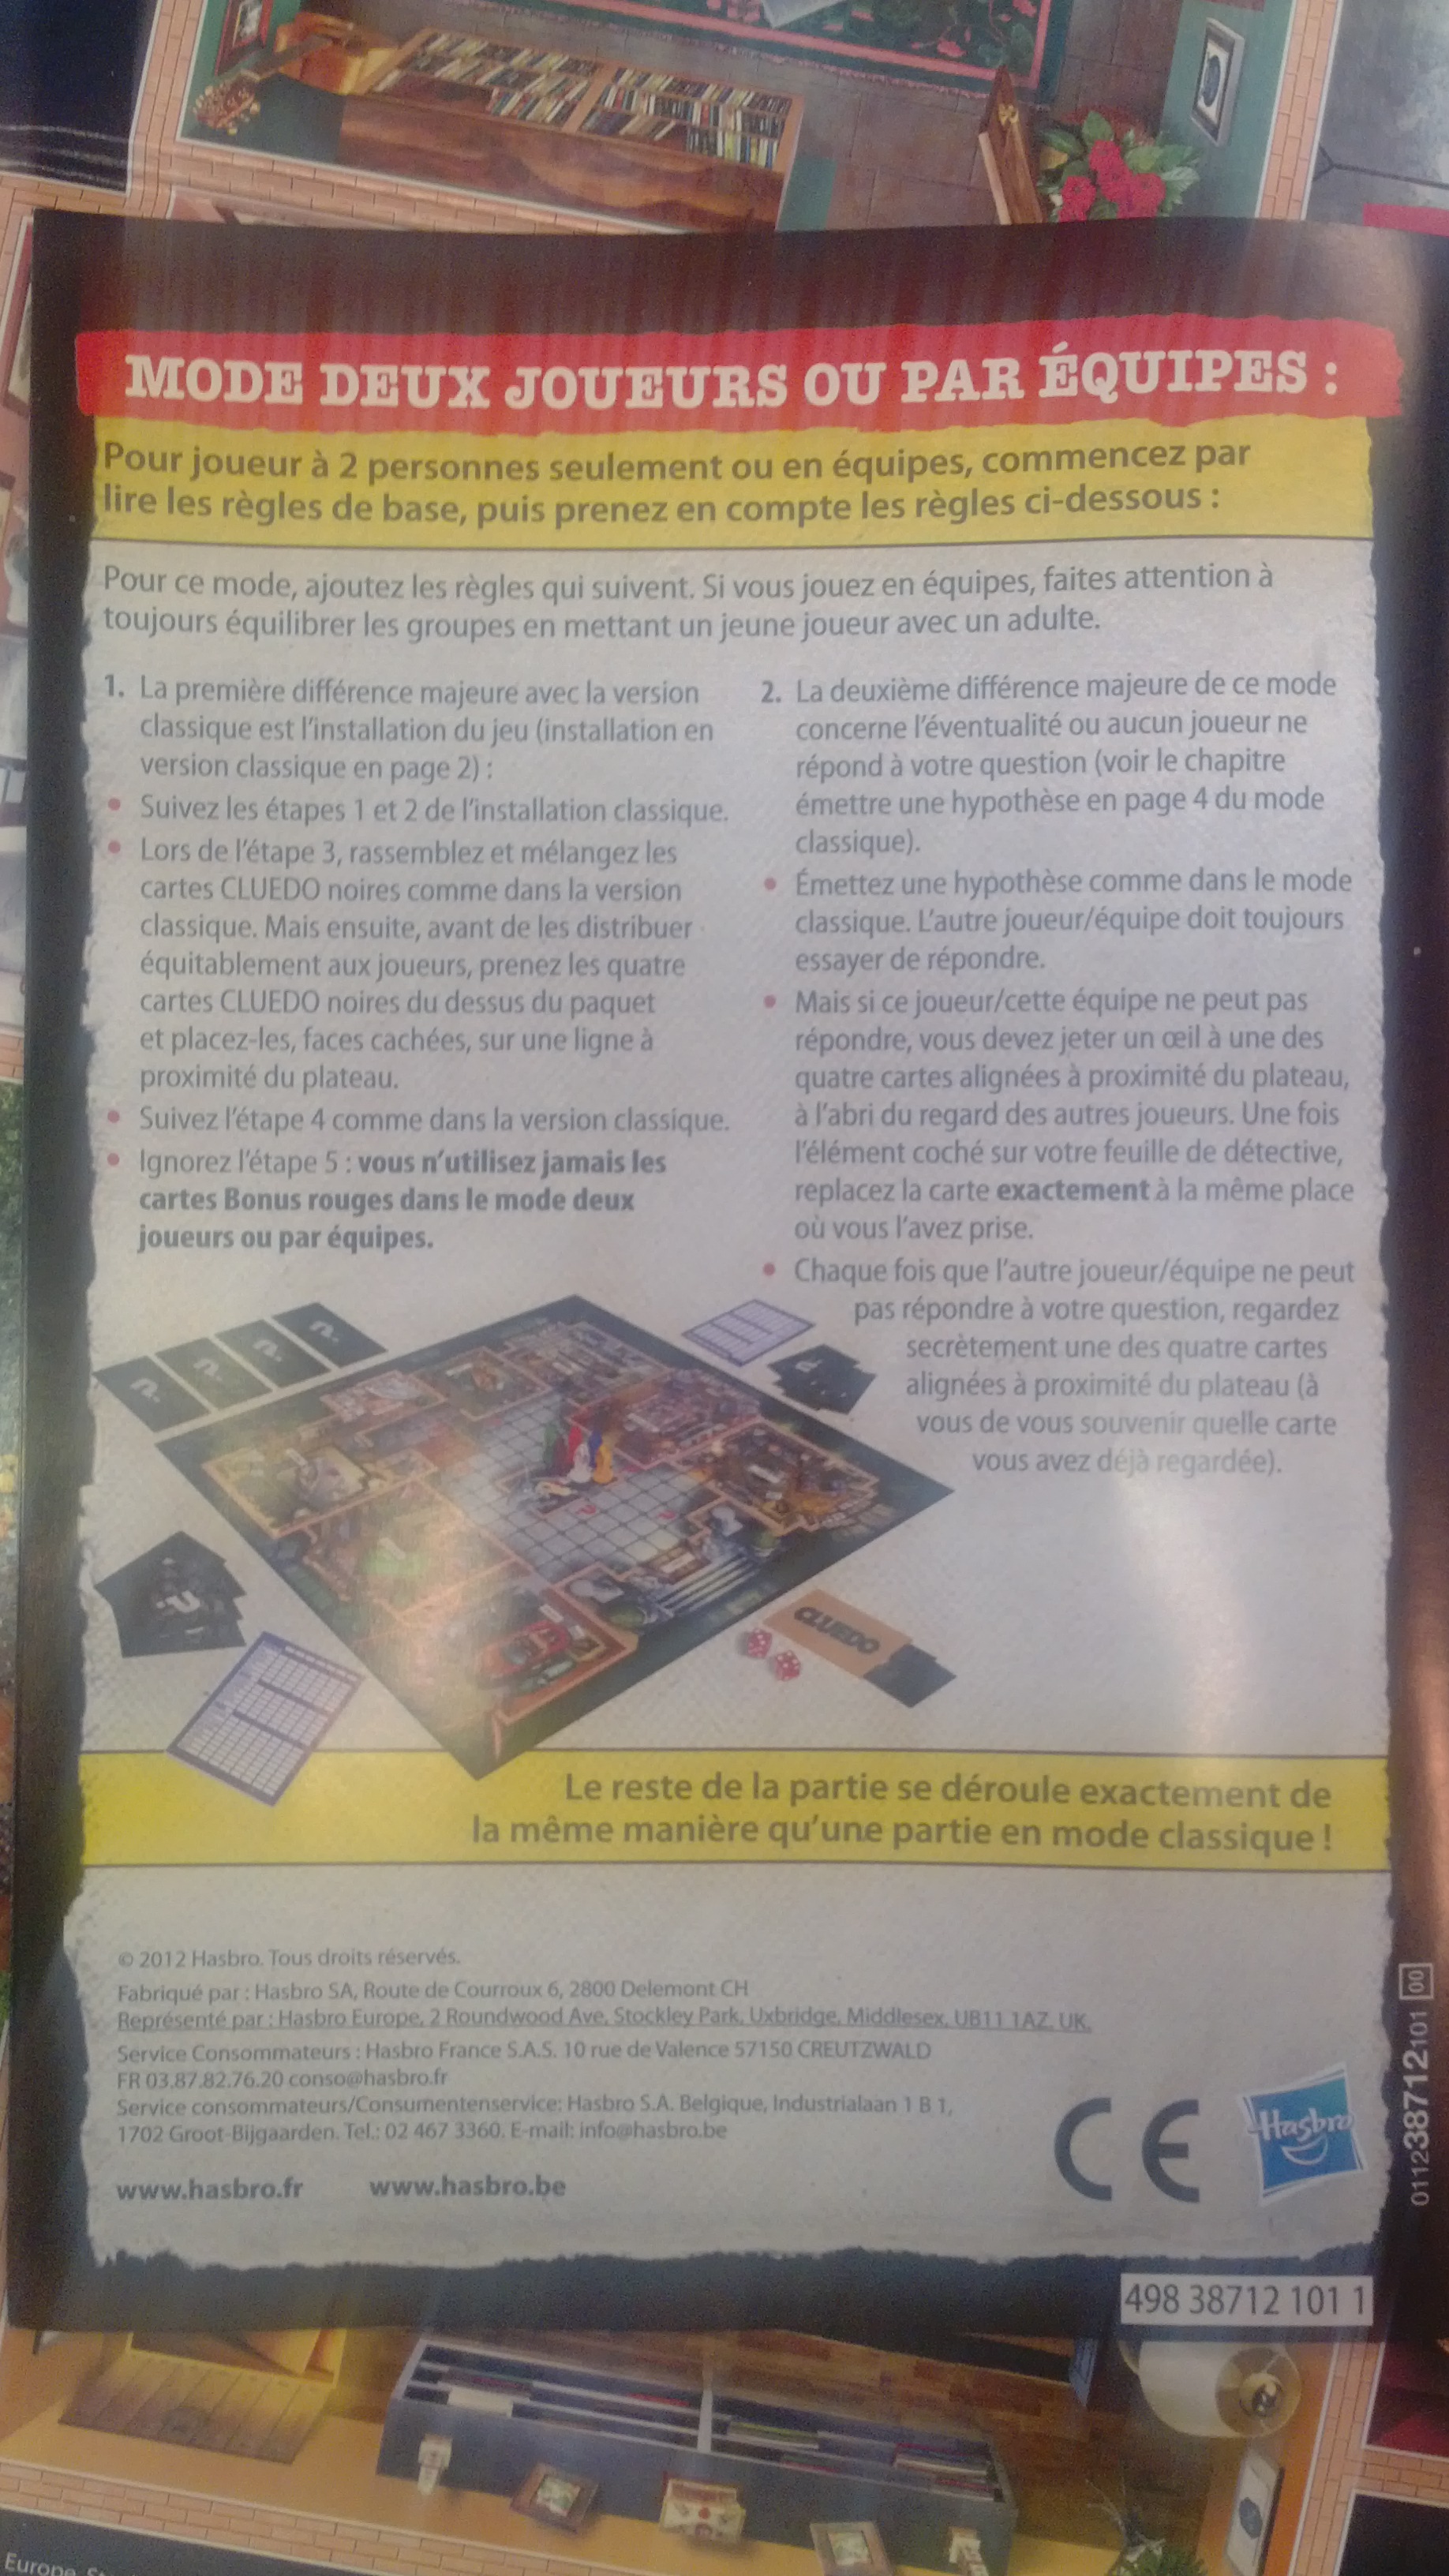 MODE DEUX JOUEURS OU PAR ÉQUIPES :
Pour joueur à 2 personnes seulement ou en équipes, commencez par
lire les règles de base, puis prenez en compte les règles ci-dessous :
Pour ce mode, ajoutez les règles qui suivent. Si vous jouez en équipes, faites attention à
toujours équilibrer les groupes en mettant un jeune joueur avec un adulte.
1. La première différence majeure avec la version
classique est l'installation du jeu (installation en
version classique en page 2) :
• Suivez les étapes 1 et 2 de l'installation classique.
• Lors de l'étape 3, rassemblez et mélangez les
cartes CLUEDO noires comme dans la version
classique. Mais ensuite, avant de les distribuer
équitablement aux joueurs, prenez les quatre
cartes CLUEDO noires du dessus du paquet
et placez-les, faces cachées, sur une ligne à
proximité du plateau.
• Suivez l'étape 4 comme dans la version classique.
• Ignorez l'étape 5 : vous n'utilisez jamais les
cartes Bonus rouges dans le mode deux
joueurs ou par équipes.
2. La deuxième différence majeure de ce mode
concerne l'éventualité ou aucun joueur ne
répond à votre question (voir le chapitre
émettre une hypothèse en page 4 du mode
classique).
• Émettez une hypothèse comme dans le mode
classique. L'autre joueur/équipe doit toujours
essayer de répondre.
• Mais si ce joueur/cette équipe ne peut pas
répondre, vous devez jeter un œil à une des
quatre cartes alignées à proximité du plateau,
à l'abri du regard des autres joueurs. Une fois
l'élément coché sur votre feuille de détective,
replacez la carte exactement à la même place
où vous l'avez prise.
• Chaque fois que l'autre joueur/équipe ne peut
pas répondre à votre question, regardez
secrètement une des quatre cartes
alignées à proximité du plateau (à
vous de vous souvenir quelle carte
vous avez déjà regardée).
CLUEDO
Le reste de la partie se déroule exactement de
la même manière qu'une partie en mode classique !
© 2012 Hasbro. Tous droits réservés.
Fabriqué par : Hasbro SA, Route de Courroux 6, 2800 Delemont CH
Représenté par : Hasbro Europe, 2 Roundwood Ave, Stockley Park, Uxbridge, Middlesex, UB11 1AZ. UK.
Service Consommateurs : Hasbro France S.A.S. 10 rue de Valence 57150 CREUTZWALD
FR 03.87.82.76.20 conso@hasbro.fr
Service consommateurs/Consumentenservice: Hasbro S.A. Belgique, Industrialaan 1 B 1,
1702 Groot-Bijgaarden. Tel.: 02 467 3360. E-mail: info@hasbro.be
www.hasbro.fr www.hasbro.be
CE
Hasbro
011238712101 00
498 38712 101 1
Europe